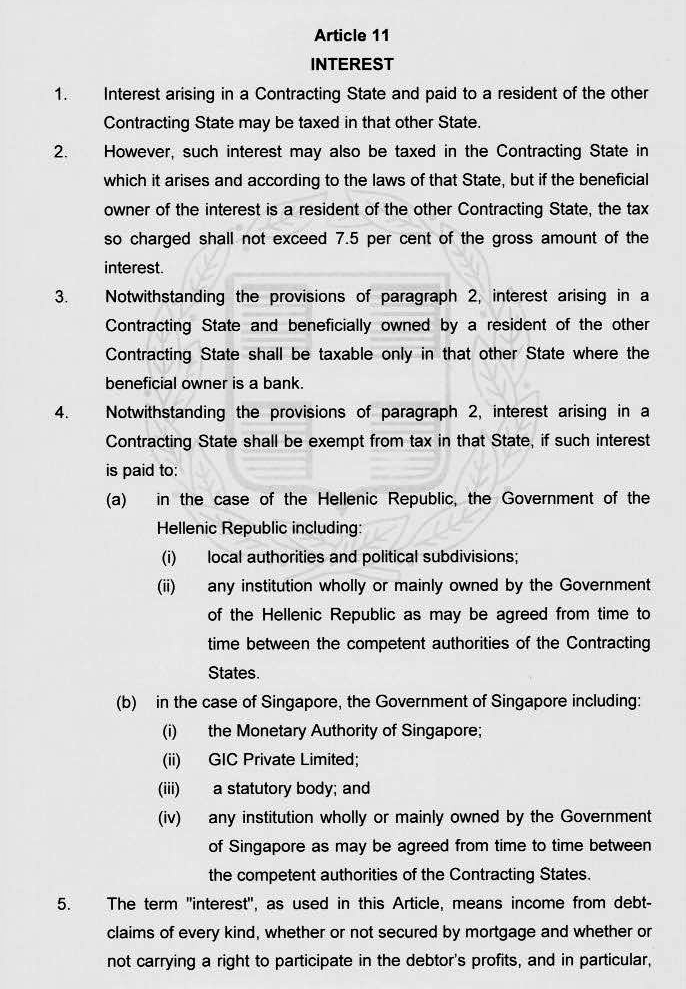 Article 11
INTEREST
1. Interest arising in a Contracting State and paid to a resident of the other
Contracting State may be taxed in that other State.
2. However, such interest may also be taxed in the Contracting State in
which it arises and according to the laws of that State, but if the beneficial
owner of the interest is a resident of the other Contracting State, the tax
so charged shall not exceed 7.5 per cent of the gross amount of the
interest.
3. Notwithstanding the provisions of paragraph 2, interest arising in a
Contracting State and beneficially owned by a resident of the other
Contracting State shall be taxable only in that other State where the
beneficial owner is a bank.
4. Notwithstanding the provisions of paragraph 2, interest arising in a
Contracting State shall be exempt from tax in that State, if such interest
is paid to:
(a) in the case of the Hellenic Republic, the Government of the
Hellenic Republic including:
(i) local authorities and political subdivisions;
(ii) any institution wholly or mainly owned by the Government
of the Hellenic Republic as may be agreed from time to
time between the competent authorities of the Contracting
States.
(b) in the case of Singapore, the Government of Singapore including:
(i) the Monetary Authority of Singapore;
(ii) GIC Private Limited;
(iii) a statutory body; and
(iv) any institution wholly or mainly owned by the Government
of Singapore as may be agreed from time to time between
the competent authorities of the Contracting States.
5. The term "interest", as used in this Article, means income from debt-
claims of every kind, whether or not secured by mortgage and whether or
not carrying a right to participate in the debtor's profits, and in particular,